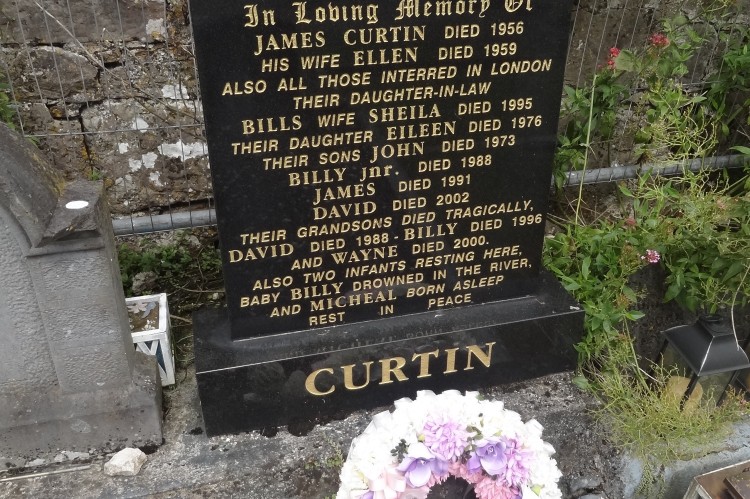 In Loving Memory Of
JAMES CURTIN DIED 1956
HIS WIFE ELLEN DIED 1959
ALSO ALL THOSE INTERRED IN LONDON
THEIR DAUGHTER-IN-LAW
BILLS WIFE SHEILA DIED 1995
THEIR DAUGHTER EILEEN DIED 1976
THEIR SONS JOHN DIED 1973
BILLY jnr. DIED 1988
JAMES DIED 1991
DAVID DIED 2002
THEIR GRANDSONS DIED TRAGICALLY,
DAVID DIED 1988 - BILLY DIED 1996
AND WAYNE DIED 2000.
ALSO TWO INFANTS RESTING HERE,
BABY BILLY DROWNED IN THE RIVER,
AND MICHEAL BORN ASLEEP
REST IN PEACE
CURTIN